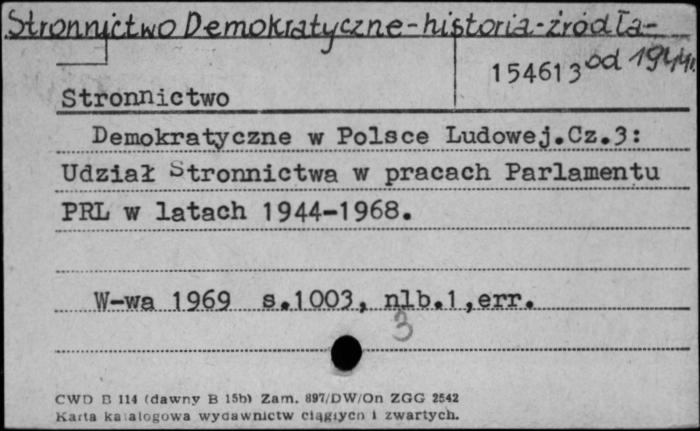 Stronnictwo Demokratyczne-historia-źródła-
od 1944r.
154613
Stronnictwo
Demokratyczne w Polsce Ludowej.Cz.3:
Udział Stronnictwa w pracach Parlamentu
PRL w latach 1944-1968.
W-wa 1969 s.1003, nlb.1,err.
3
CWD B 114 (dawny B 15b) Zam. 897/DW/On ZGG 2542
Karta katalogowa wydawnictw ciągłych i zwartych.